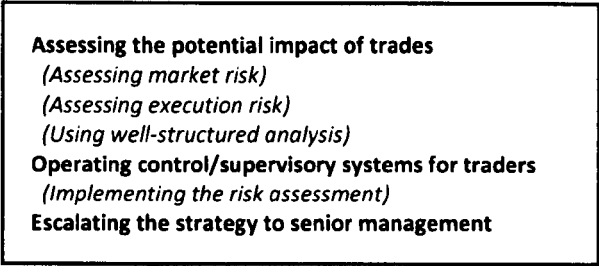 Assessing the potential impact of trades
(Assessing market risk)
(Assessing execution risk)
(Using well-structured analysis)
Operating control/supervisory systems for traders
(Implementing the risk assessment)
Escalating the strategy to senior management